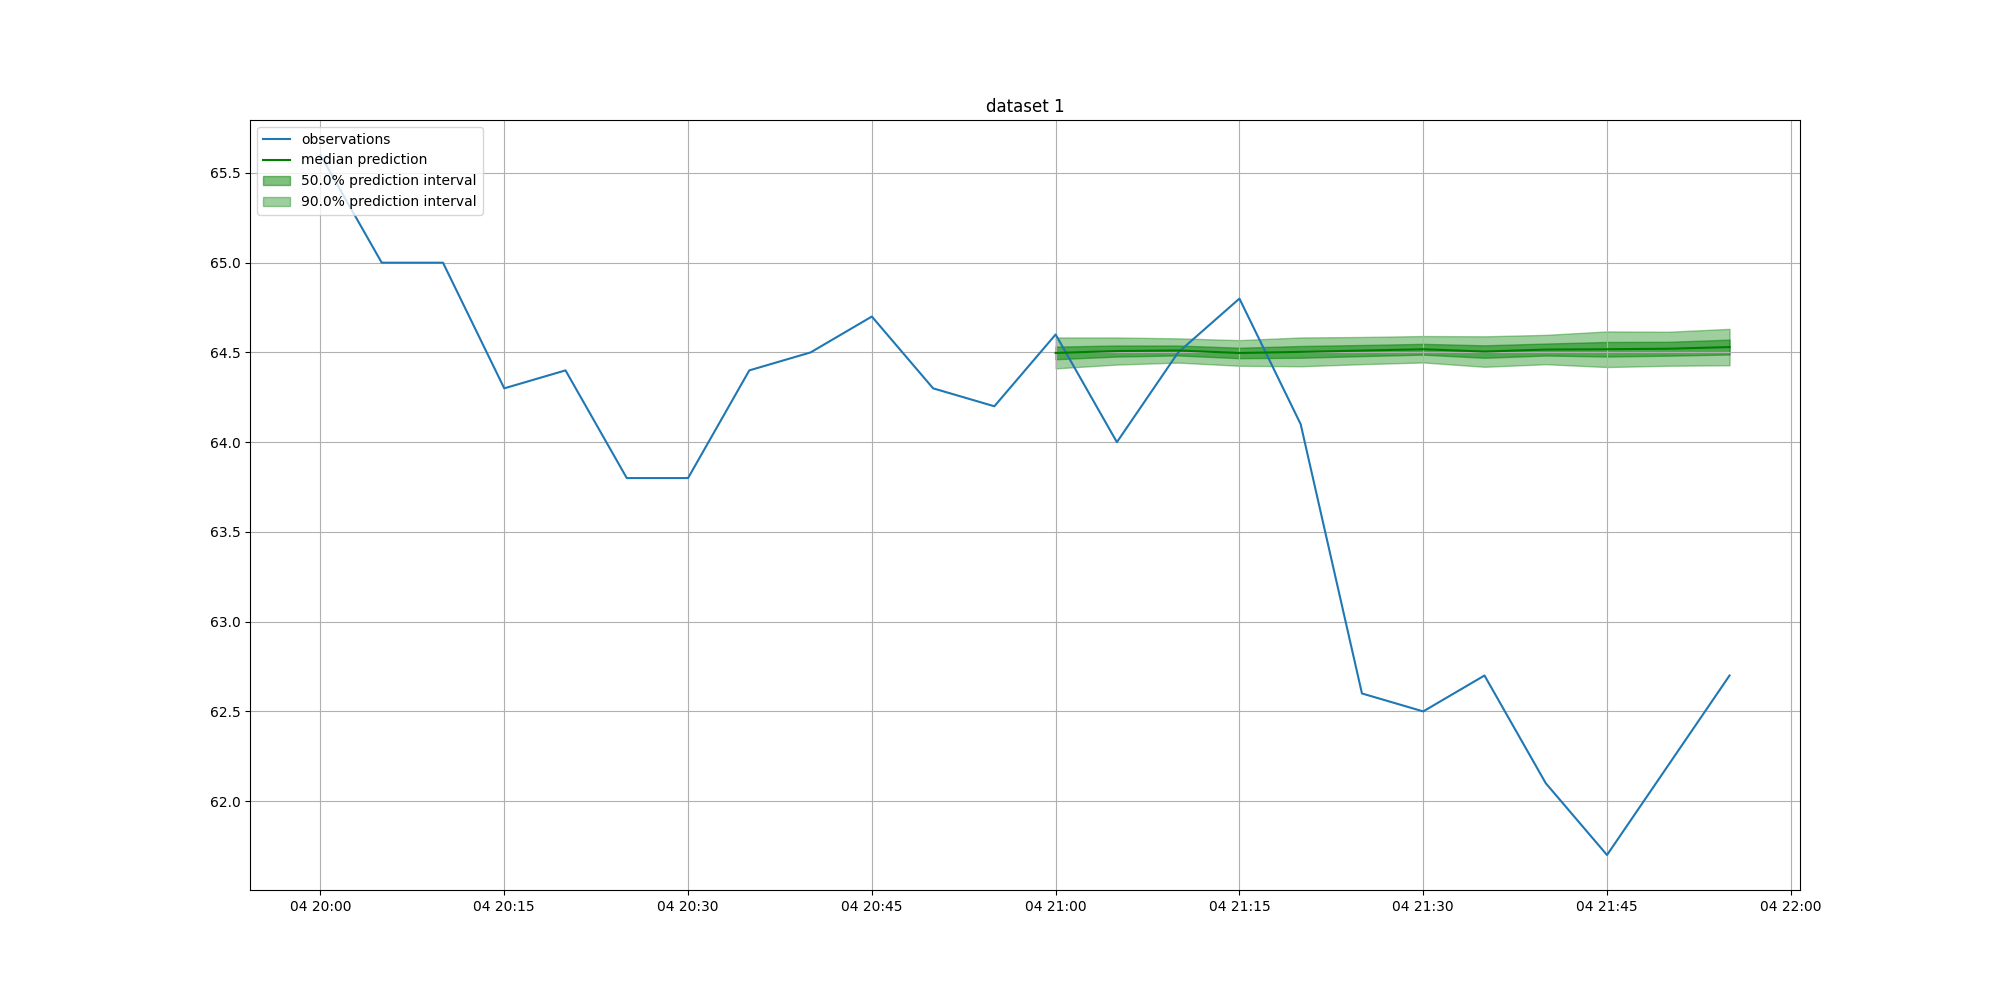 dataset 1
observations
median prediction
50.0% prediction interval
90.0% prediction interval
65.5
65.0
64.5
64.0
63.5
63.0
62.5
62.0
04 20:00 04 20:15 04 20:30 04 20:45 04 21:00 04 21:15 04 21:30 04 21:45 04 22:00